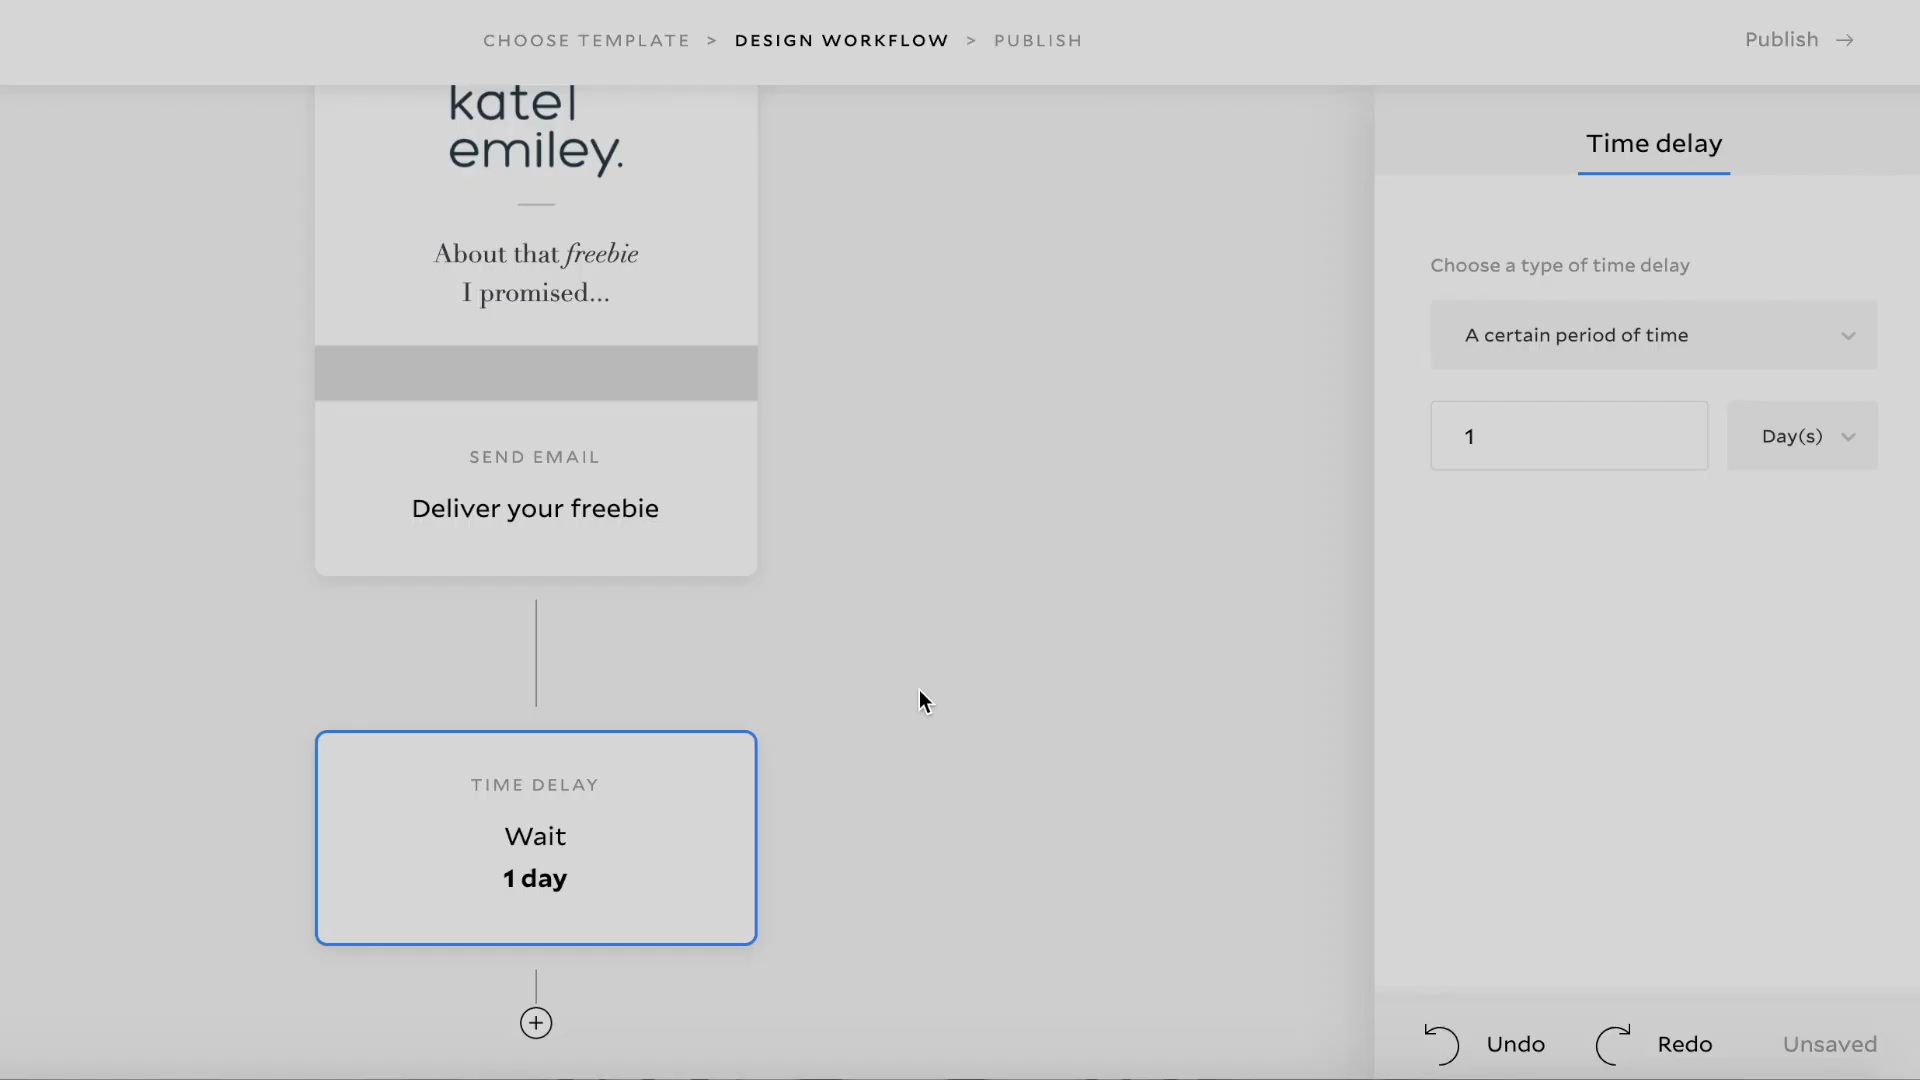 CHOOSE TEMPLATE > DESIGN WORKFLOW > PUBLISH
Publish →
katel
emiley.
About that freebie
I promised...
SEND EMAIL
Deliver your freebie
TIME DELAY
Wait
1 day
Time delay
Choose a type of time delay
A certain period of time
1
Day(s)
Undo
Redo
Unsaved